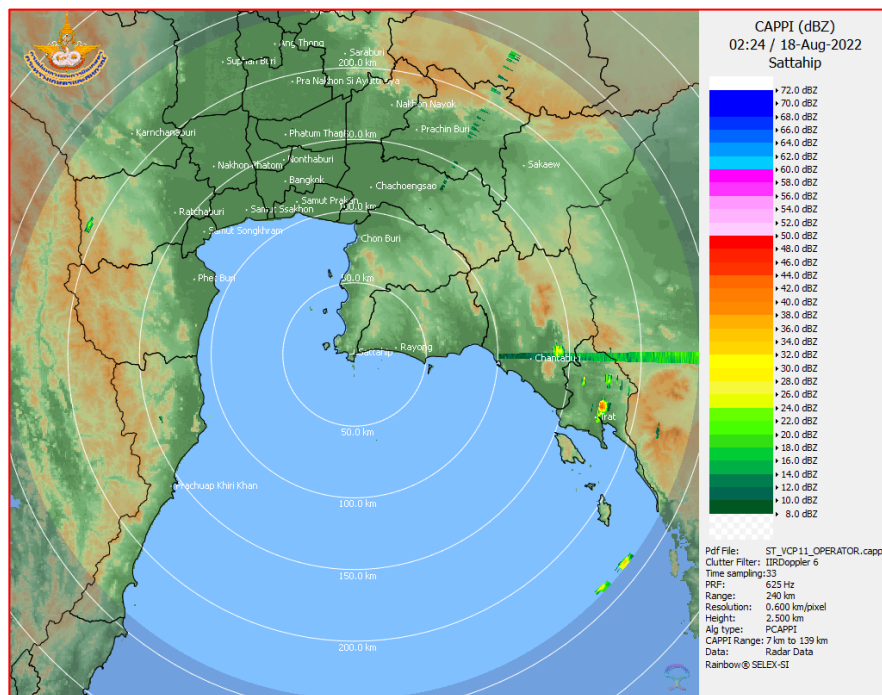 CAPPI (dBZ)
02:24 / 18-Aug-2022
Sattahip
72.0 dBZ
70.0 dBZ
68.0 dBZ
66.0 dBZ
64.0 dBZ
62.0 dBZ
60.0 dBZ
58.0 dBZ
56.0 dBZ
54.0 dBZ
52.0 dBZ
50.0 dBZ
48.0 dBZ
46.0 dBZ
44.0 dBZ
42.0 dBZ
40.0 dBZ
38.0 dBZ
36.0 dBZ
34.0 dBZ
32.0 dBZ
30.0 dBZ
28.0 dBZ
26.0 dBZ
24.0 dBZ
22.0 dBZ
20.0 dBZ
18.0 dBZ
16.0 dBZ
14.0 dBZ
12.0 dBZ
10.0 dBZ
8.0 dBZ
Pdf File: ST_VCP11_OPERATOR.capp
Clutter Filter: IIRDoppler 6
Time sampling:33
PRF: 625 Hz
Range: 240 km
Resolution: 0.600 km/pixel
Height: 2.500 km
Alg type: PCAPPI
CAPPI Range: 7 km to 139 km
Data: Radar Data
Rainbow® SELEX-SI
Ang Thong
Saraburi
Suphan Buri
200.0 km
Pra Nakhon Si Ayutthaya
Nakhon Nayok
Karnchanaburi
Phatum Thani
Prachin Buri
Nonthaburi
Nakhon Phatom
Sakaew
Bangkok
Chachoengsao
Samut Prakan
Ratchaburi
Samut Ssakhon
Samut Songkhram
Chon Buri
Phet Buri
Rayong
Sattahip
Chantaburi
Trat
50.0 km
Prachuap Khiri Khan
100.0 km
150.0 km
200.0 km